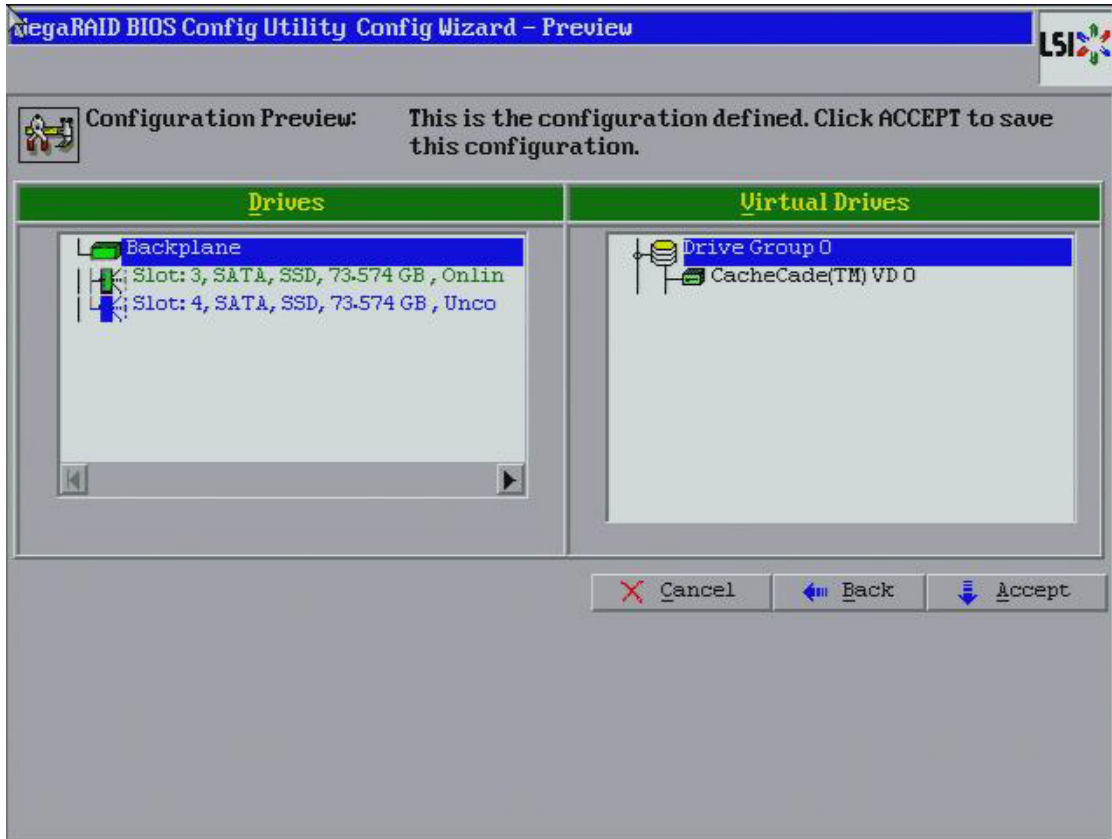 MegaRAID BIOS Config Utility Config Wizard – Preview
LSI
Configuration Preview:
This is the configuration defined. Click ACCEPT to save
this configuration.
Drives
Backplane
Slot: 3, SATA, SSD, 73.574 GB , Onlin
Slot: 4, SATA, SSD, 73.574 GB , Unco
Virtual Drives
Drive Group 0
CacheCade(TM) VD 0
Cancel
Back
Accept